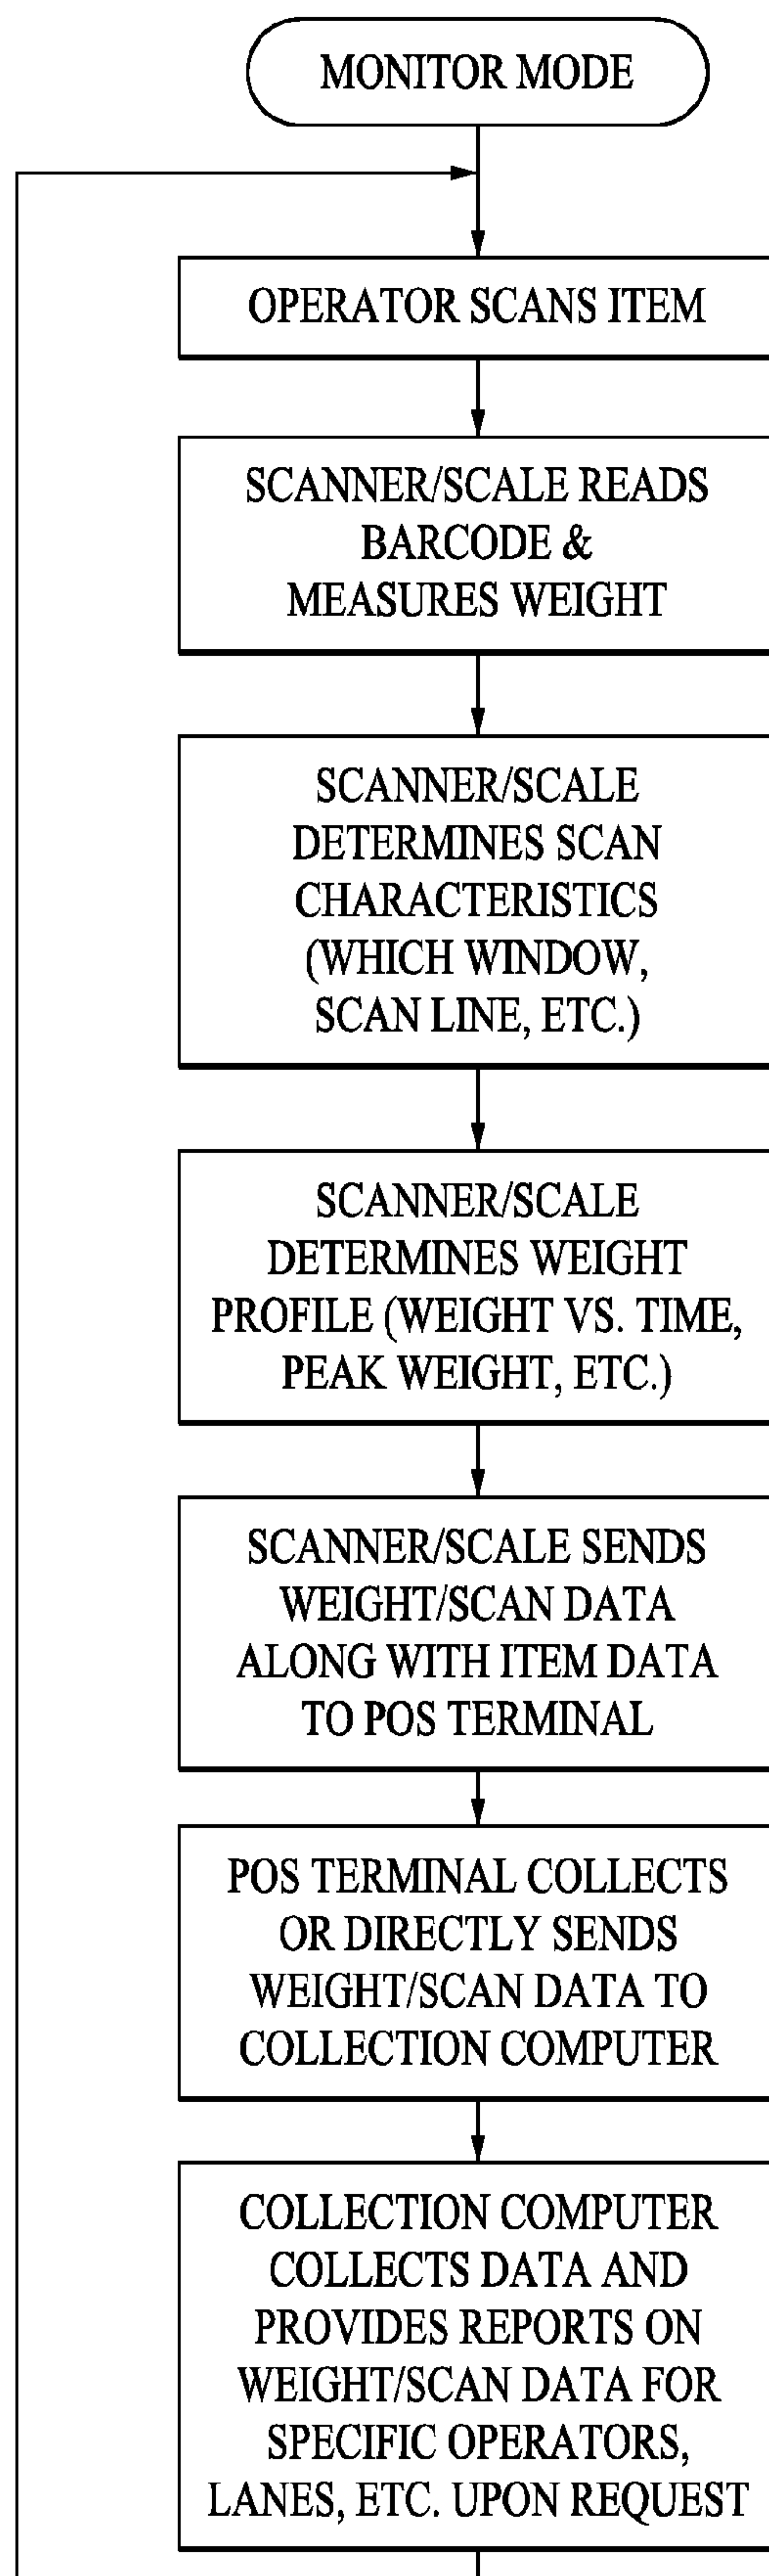 MONITOR MODE
OPERATOR SCANS ITEM
SCANNER/SCALE READS
BARCODE &
MEASURES WEIGHT
SCANNER/SCALE
DETERMINES SCAN
CHARACTERISTICS
(WHICH WINDOW,
SCAN LINE, ETC.)
SCANNER/SCALE
DETERMINES WEIGHT
PROFILE (WEIGHT VS. TIME,
PEAK WEIGHT, ETC.)
SCANNER/SCALE SENDS
WEIGHT/SCAN DATA
ALONG WITH ITEM DATA
TO POS TERMINAL
POS TERMINAL COLLECTS
OR DIRECTLY SENDS
WEIGHT/SCAN DATA TO
COLLECTION COMPUTER
COLLECTION COMPUTER
COLLECTS DATA AND
PROVIDES REPORTS ON
WEIGHT/SCAN DATA FOR
SPECIFIC OPERATORS,
LANES, ETC. UPON REQUEST